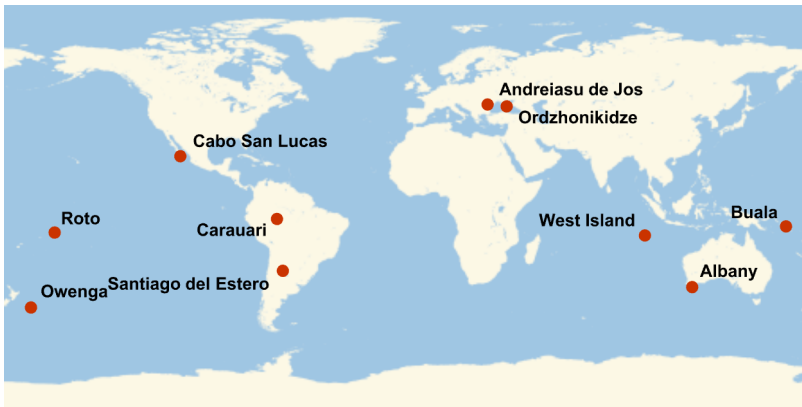 Andreiasu de Jos
Ordzhonikidze
Cabo San Lucas
Roto
Buala
West Island
Carauari
Albany
Santiago del Estero
Owenga